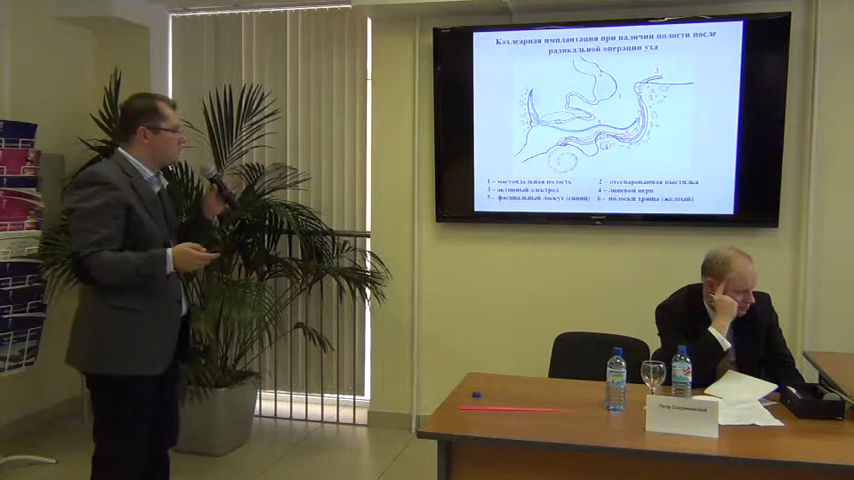 Кохлеарная имплантация при наличии полости после
радикальной операции уха
1 – мастоидальная полость 2 – отсепарованная выстилка
3 – активный электрод 4 – лицевой нерв
5 – фасциальный лоскут (синий) 6 – полоски хряща (желтый)
Петр